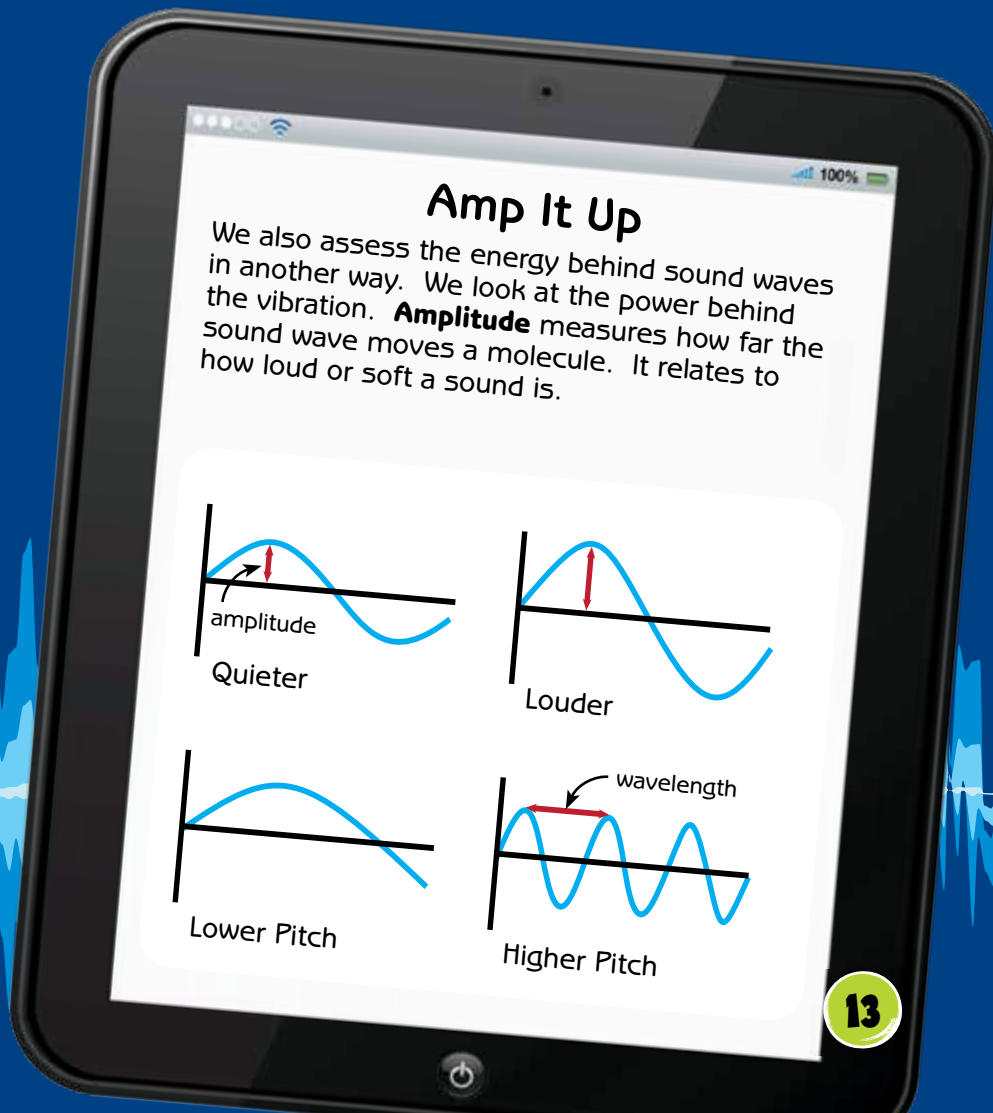 100%
Amp It Up
We also assess the energy behind sound waves
in another way. We look at the power behind
the vibration. Amplitude measures how far the
sound wave moves a molecule. It relates to
how loud or soft a sound is.
amplitude
Quieter
Louder
Lower Pitch
wavelength
Higher Pitch
13